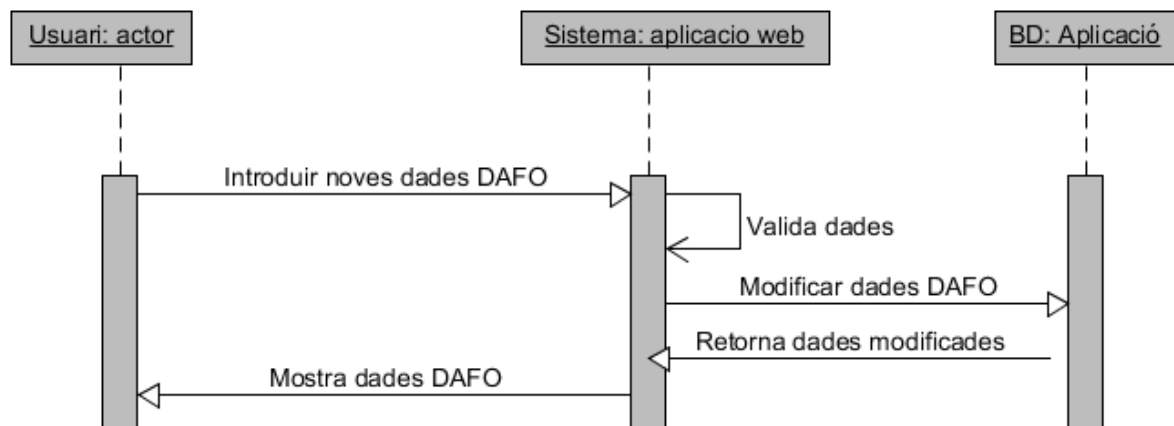 Usuari: actor
Sistema: aplicacio web
BD: Aplicació
Introduir noves dades DAFO
Valida dades
Modificar dades DAFO
Retorna dades modificades
Mostra dades DAFO